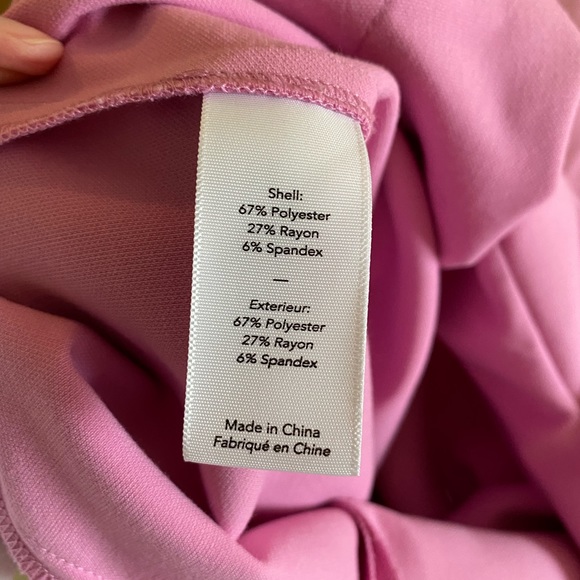 Shell:
67% Polyester
27% Rayon
6% Spandex
—
Exterieur:
67% Polyester
27% Rayon
6% Spandex
Made in China
Fabriqué en Chine